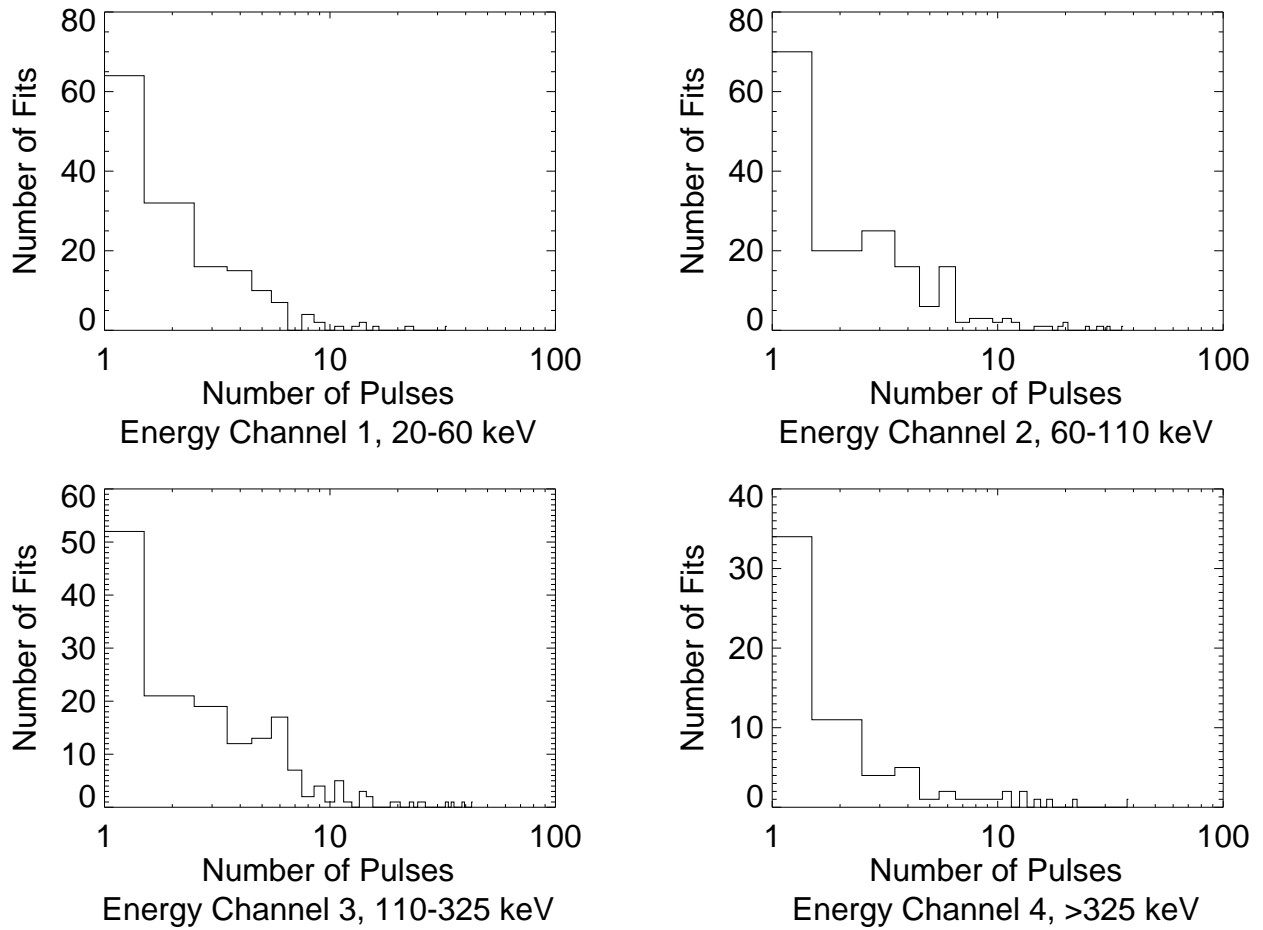 80
60
40
20
0
Number of Fits
1 10 100
Number of Pulses
Energy Channel 1, 20-60 keV
80
60
40
20
0
Number of Fits
1 10 100
Number of Pulses
Energy Channel 2, 60-110 keV
60
50
40
30
20
10
0
Number of Fits
1 10 100
Number of Pulses
Energy Channel 3, 110-325 keV
40
30
20
10
0
Number of Fits
1 10 100
Number of Pulses
Energy Channel 4, >325 keV